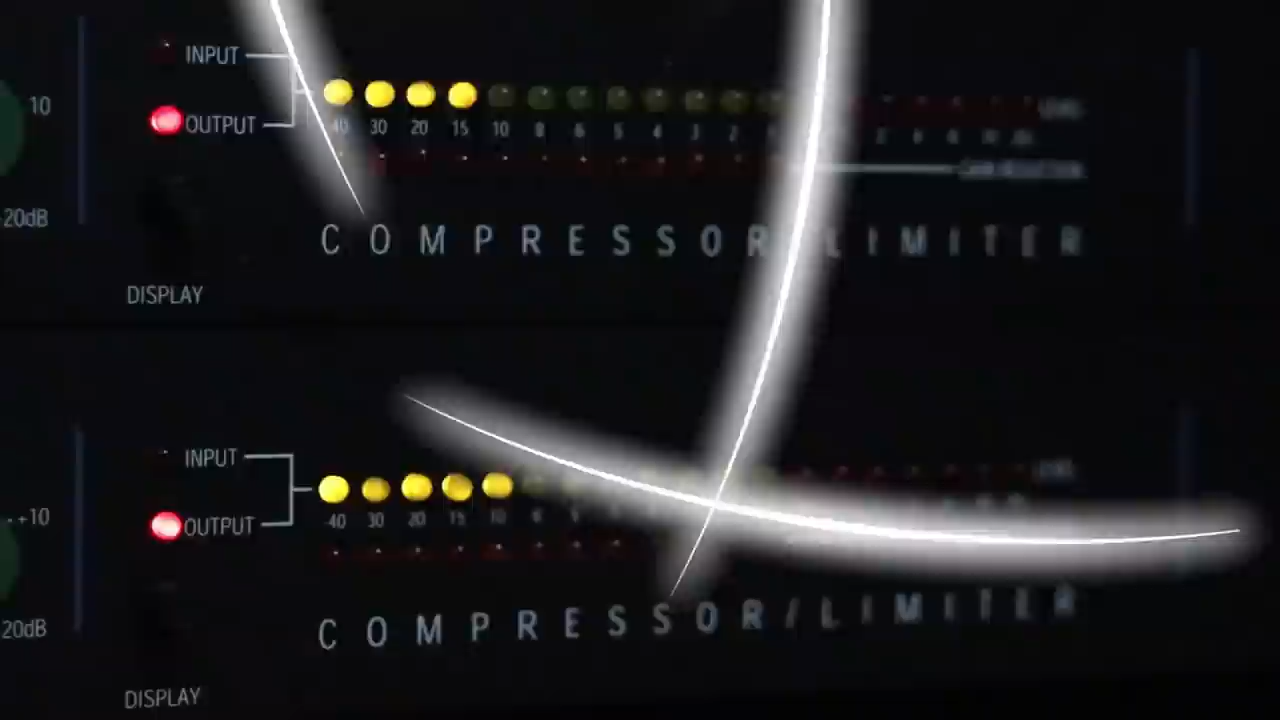 INPUT
10
OUTPUT
40 30 20 15 10 8 6 5 4 3 2
20dB
COMPRESSOR/LIMITER
DISPLAY
INPUT
+10
OUTPUT
40 30 20 15 10
20dB
COMPRESSOR/LIMITER
DISPLAY